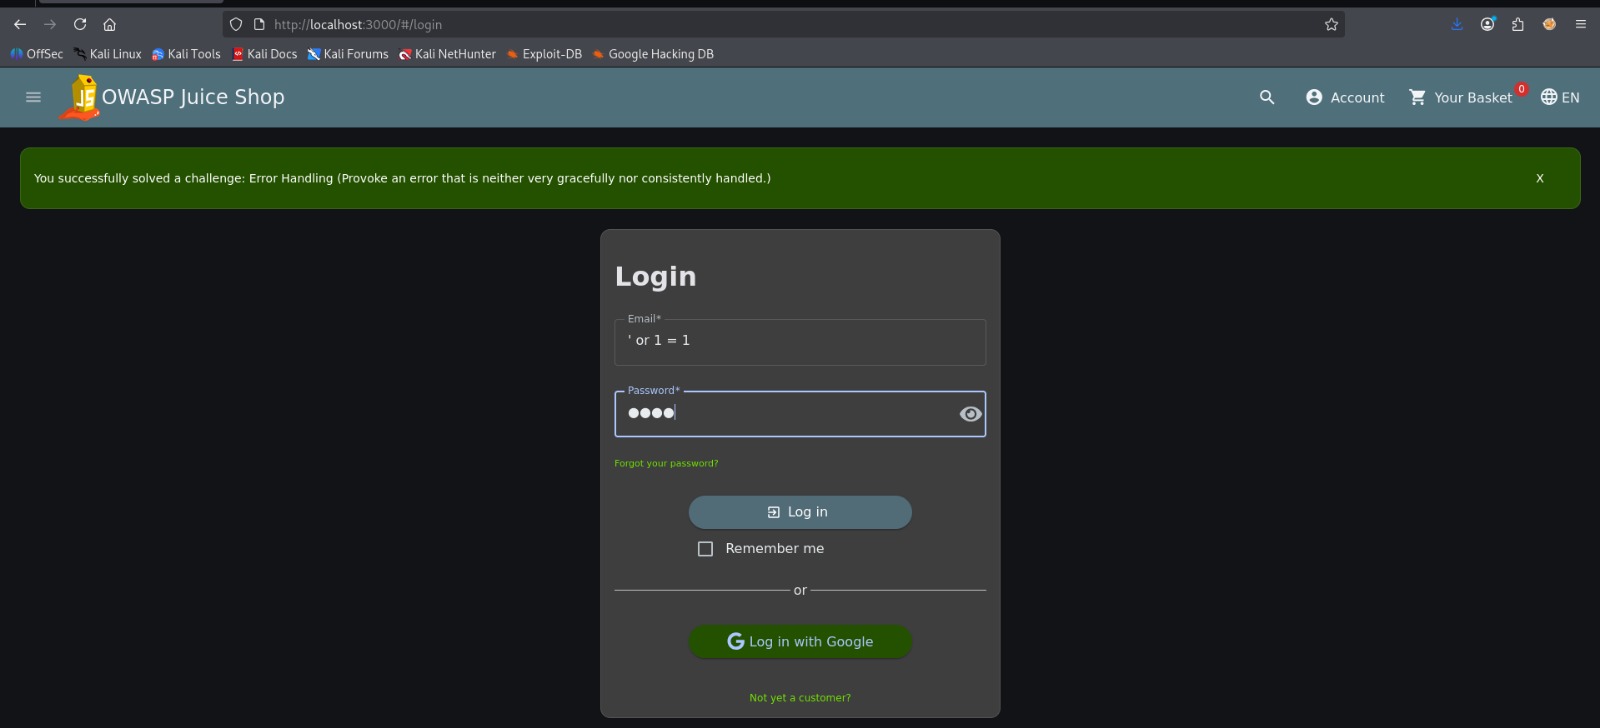 http://localhost:3000/#/login
OffSec Kali Linux Kali Tools Kali Docs Kali Forums Kali NetHunter Exploit-DB Google Hacking DB
JS OWASP Juice Shop Account Your Basket 0 EN
You successfully solved a challenge: Error Handling (Provoke an error that is neither very gracefully nor consistently handled.) X
Login
Email*
' or 1 = 1
Password*
●●●●
Forgot your password?
Log in
Remember me
or
G Log in with Google
Not yet a customer?